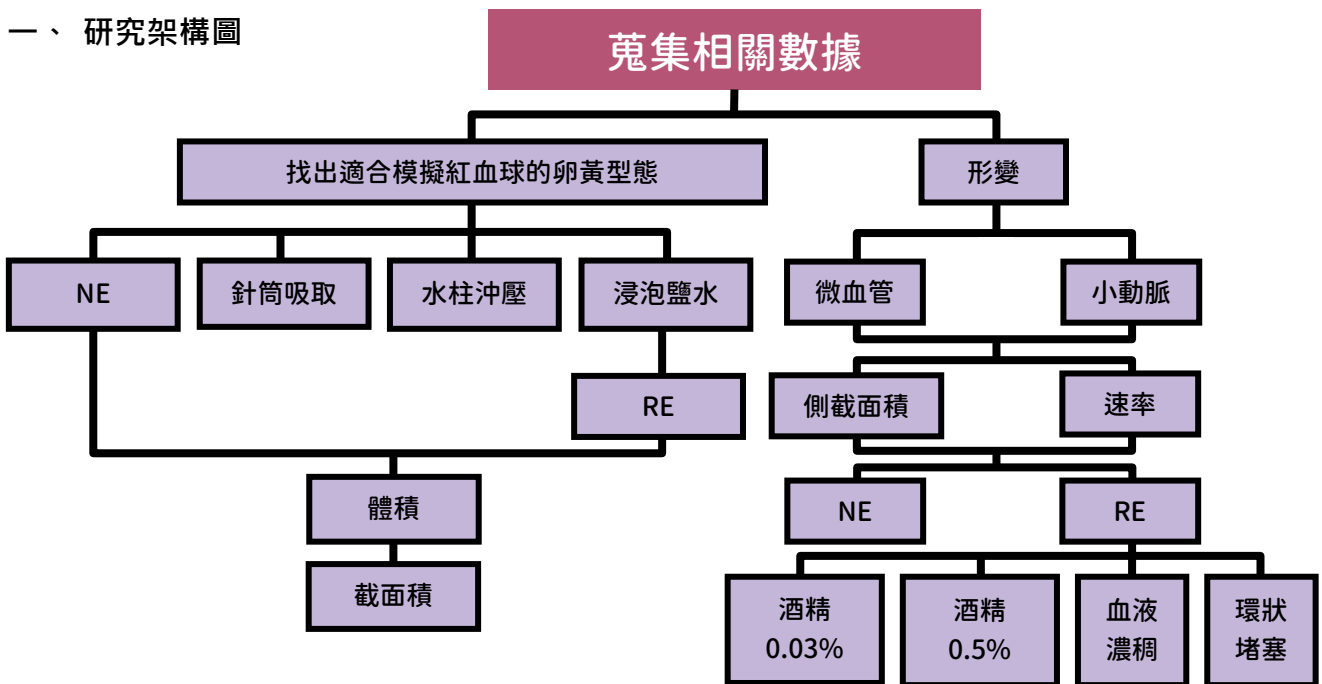 一、 研究架構圖
蒐集相關數據
找出適合模擬紅血球的卵黃型態
形變
NE
針筒吸取
水柱沖壓
浸泡鹽水
微血管
小動脈
RE
側截面積
速率
體積
NE
RE
截面積
酒精
0.03%
酒精
0.5%
血液
濃稠
環狀
堵塞